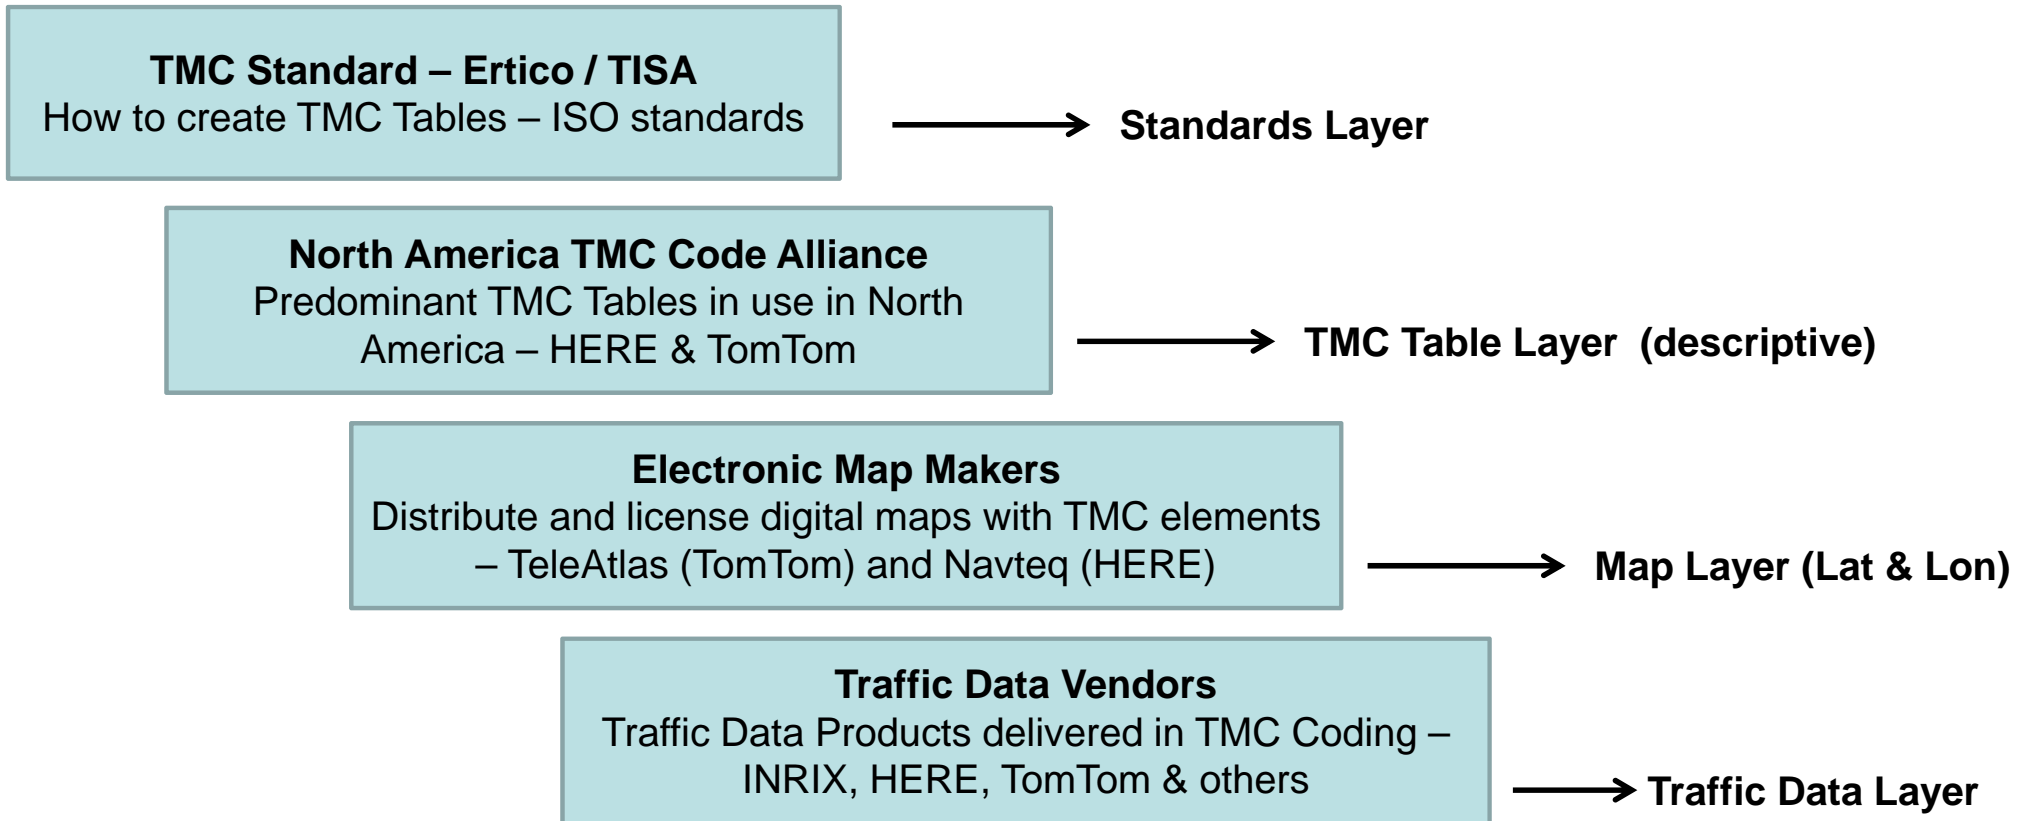 TMC Standard – Ertico / TISA
How to create TMC Tables – ISO standards
Standards Layer
North America TMC Code Alliance
Predominant TMC Tables in use in North
America – HERE & TomTom
TMC Table Layer (descriptive)
Electronic Map Makers
Distribute and license digital maps with TMC elements
– TeleAtlas (TomTom) and Navteq (HERE)
Map Layer (Lat & Lon)
Traffic Data Vendors
Traffic Data Products delivered in TMC Coding –
INRIX, HERE, TomTom & others
Traffic Data Layer